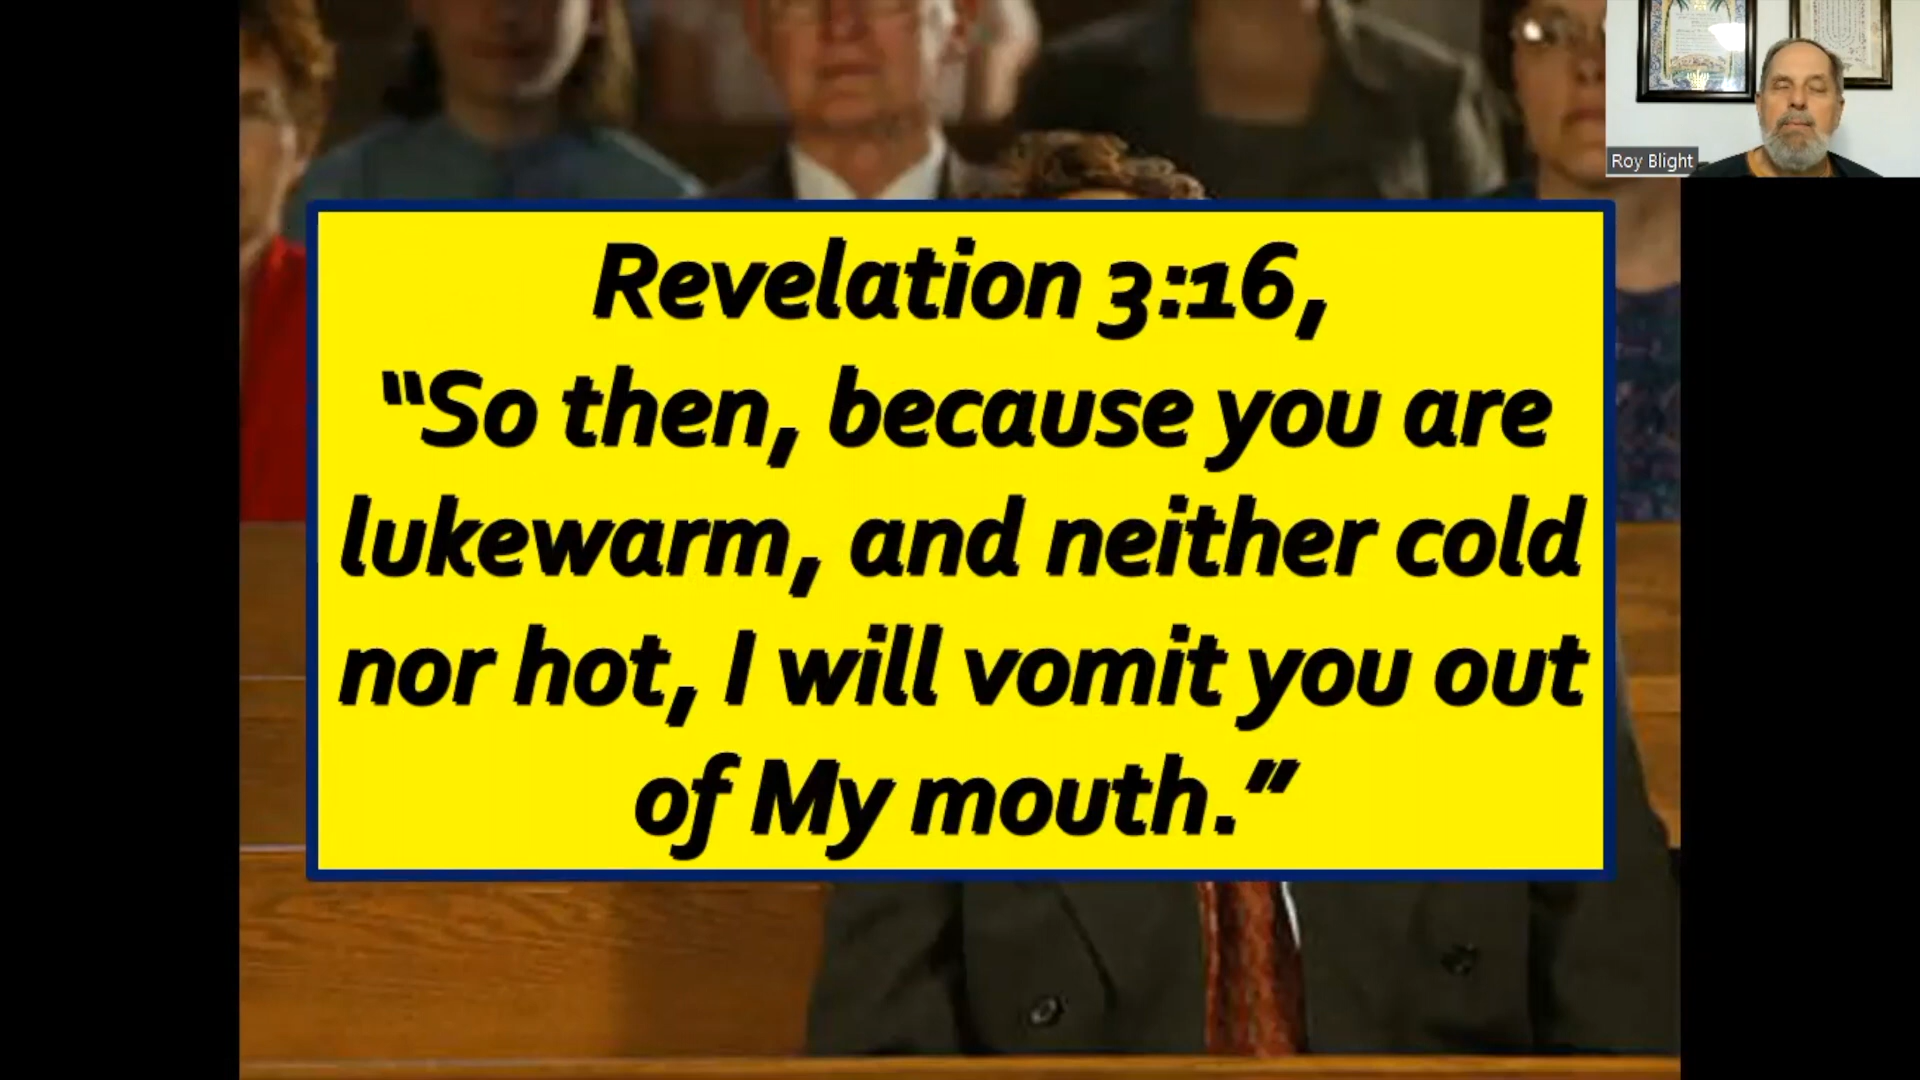 Roy Blight
Revelation 3:16,
“So then, because you are
lukewarm, and neither cold
nor hot, I will vomit you out
of My mouth.”